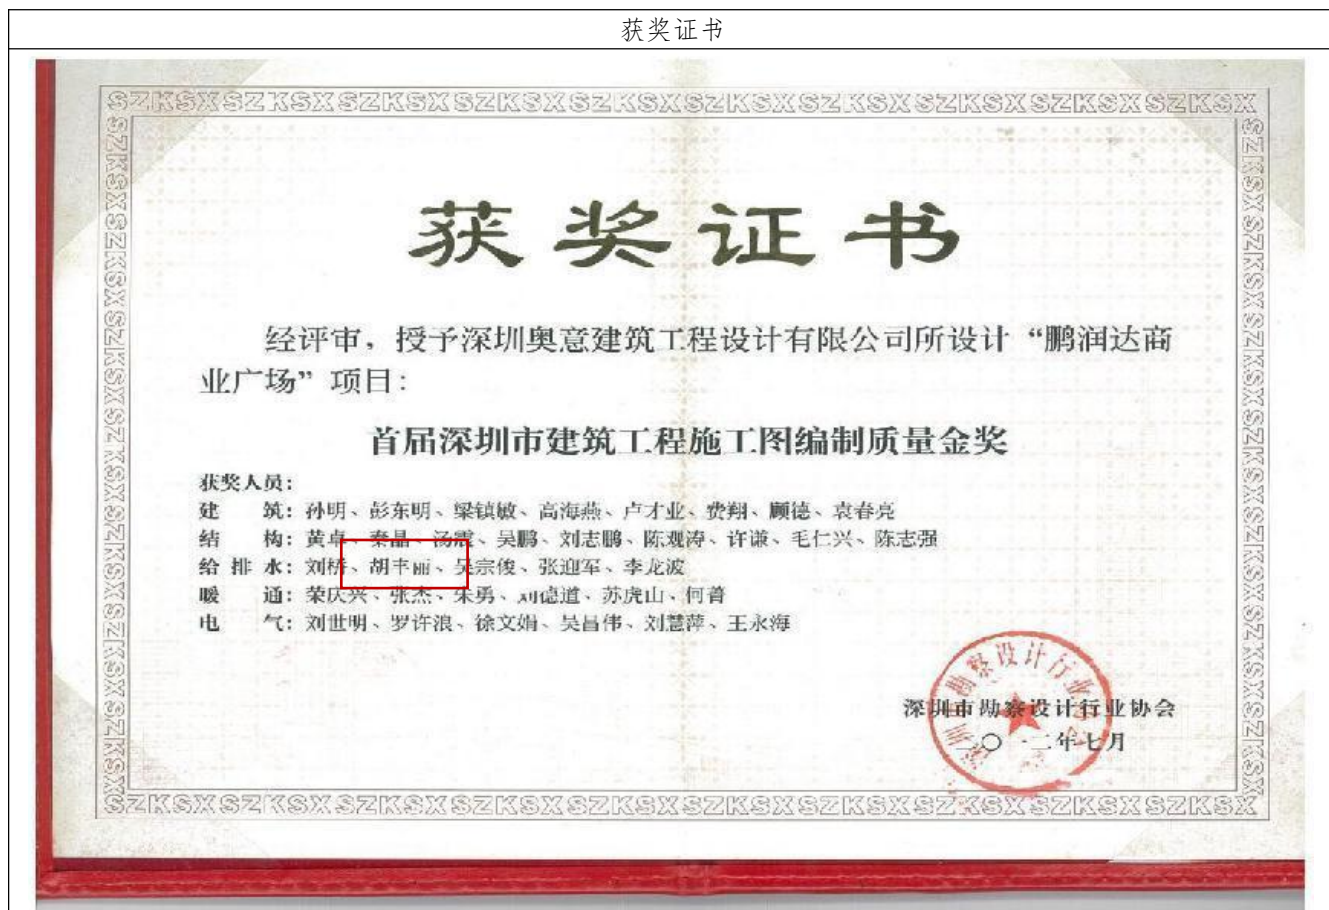 获奖证书
SZKSXSZKSXSZKSXSZKSXSZKSXSZKSXSZKSXSZKSXSZKSXSZKSX
获奖证书
经评审，授予深圳奥意建筑工程设计有限公司所设计“鹏润达商
业广场”项目：
首届深圳市建筑工程施工图编制质量金奖
获奖人员：
建 筑：孙明、彭东明、梁镇敏、高海燕、卢才业、费翔、顾德、袁春亮
结 构：黄卓、秦晶、汤震、吴鹏、刘志鹏、陈观涛、许谦、毛仁兴、陈志强
给 排 水：刘桥、胡丰丽、吴宗俊、张迎军、李龙波
暖 通：荣庆兴、张杰、朱勇、刘德道、苏虎山、何菁
电 气：刘世明、罗许浪、徐文娟、吴昌伟、刘慧萍、王永海
深圳市勘察设计行业协会
二〇一二年七月